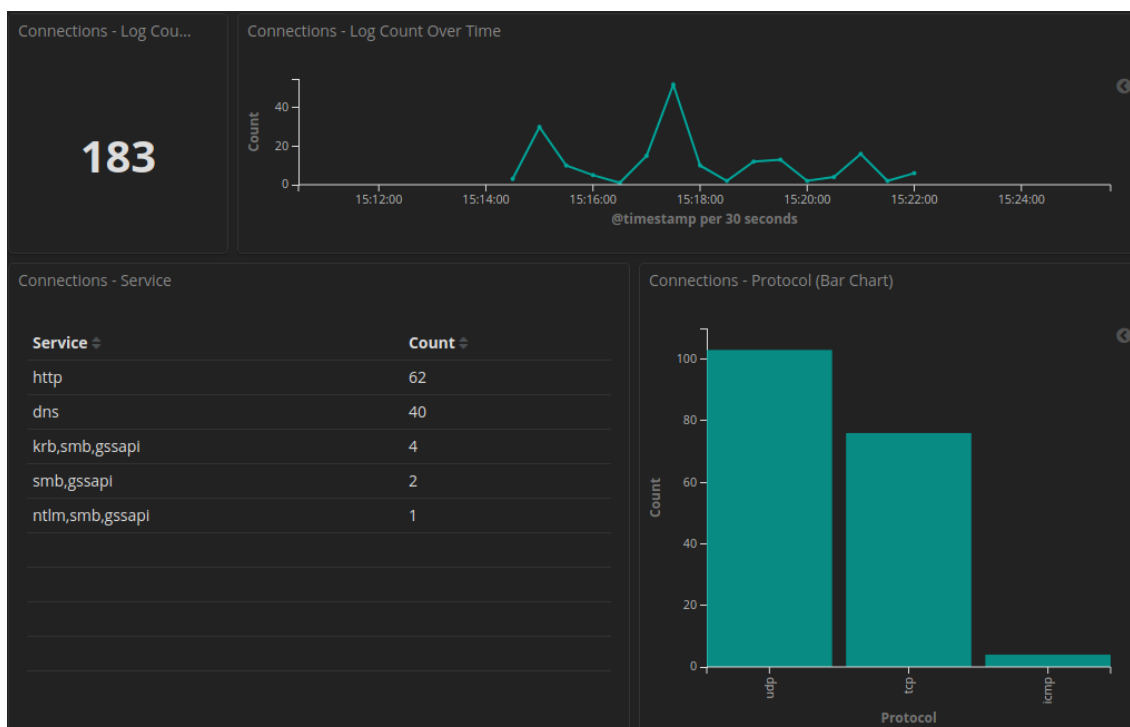 Connections - Log Cou...
183
Connections - Log Count Over Time
Count
40
20
0
15:12:00 15:14:00 15:16:00 15:18:00 15:20:00 15:22:00 15:24:00
@timestamp per 30 seconds
Connections - Service
Service Count
http 62
dns 40
krb,smb,gssapi 4
smb,gssapi 2
ntlm,smb,gssapi 1
Connections - Protocol (Bar Chart)
Count
100
80
60
40
20
0
udp tcp icmp
Protocol